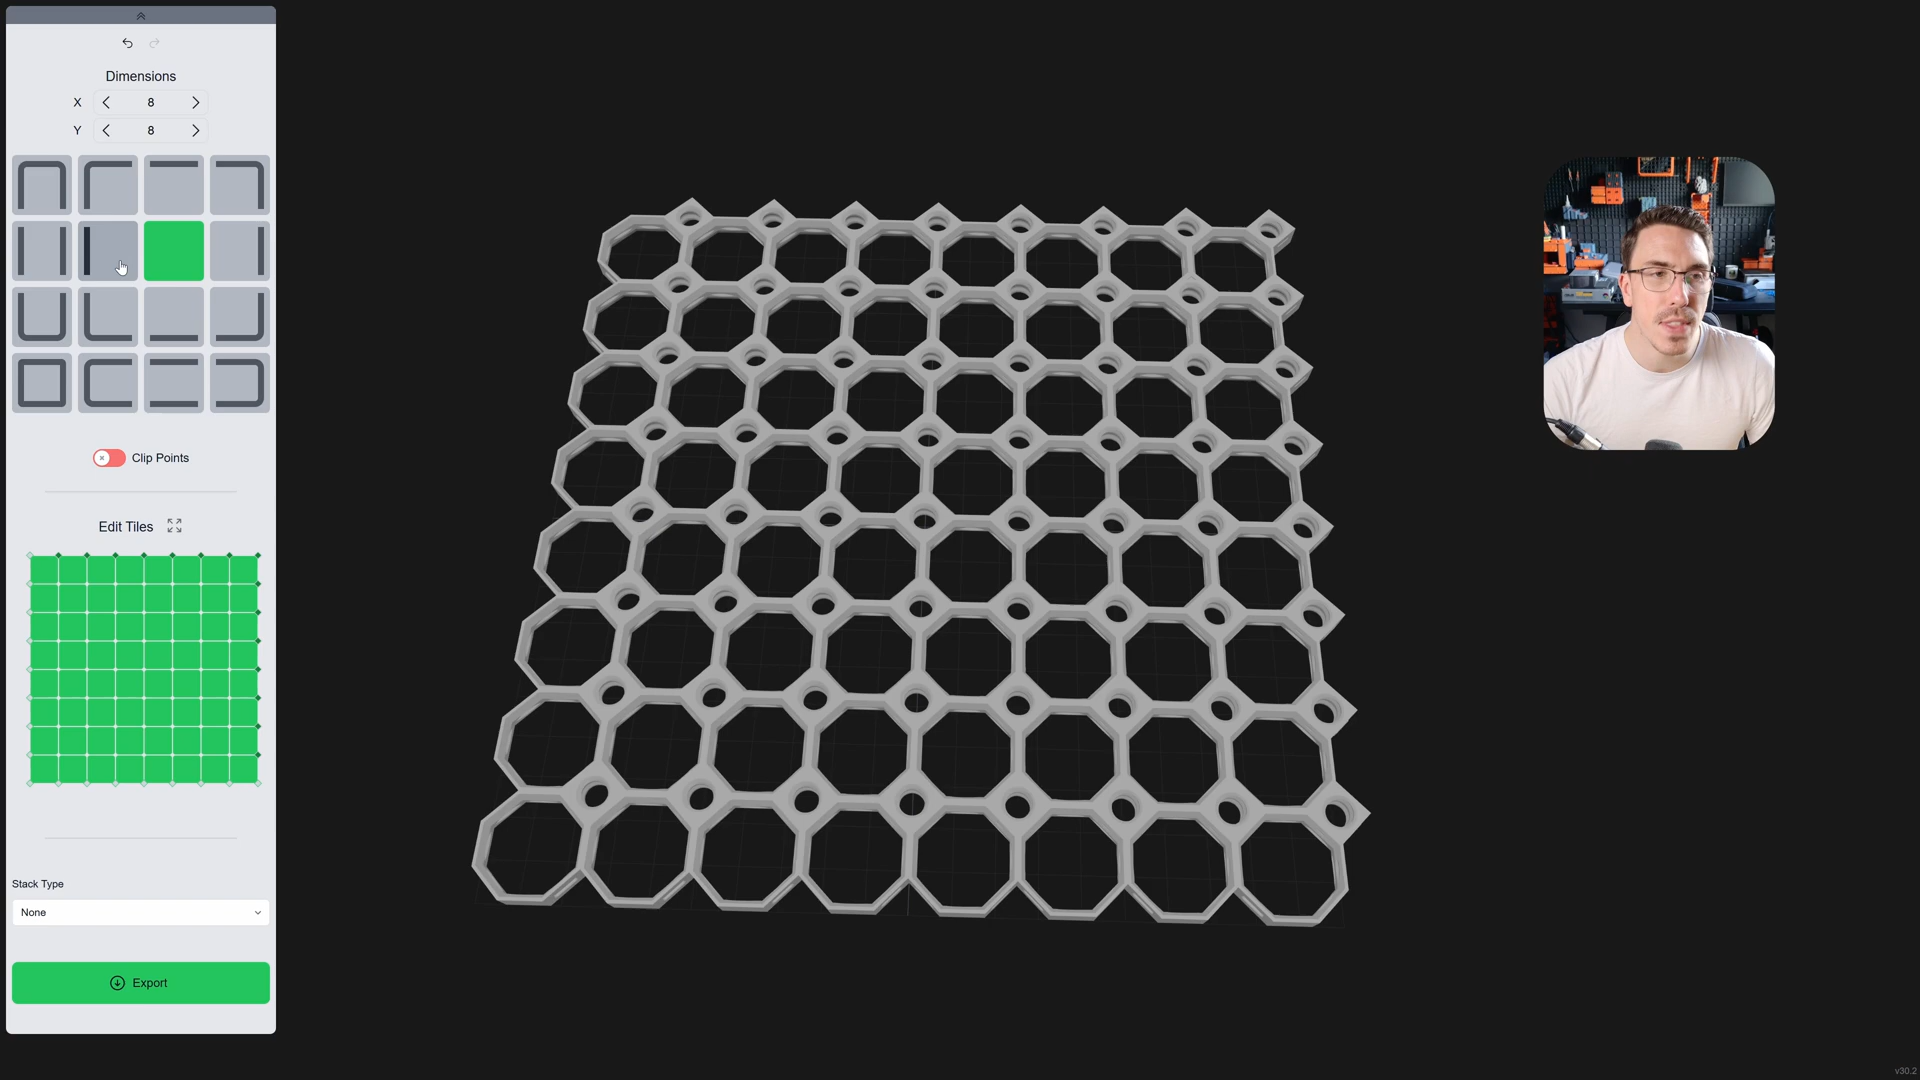 Dimensions
X 8
Y 8
Clip Points
Edit Tiles
Stack Type
None
Export
v30.2